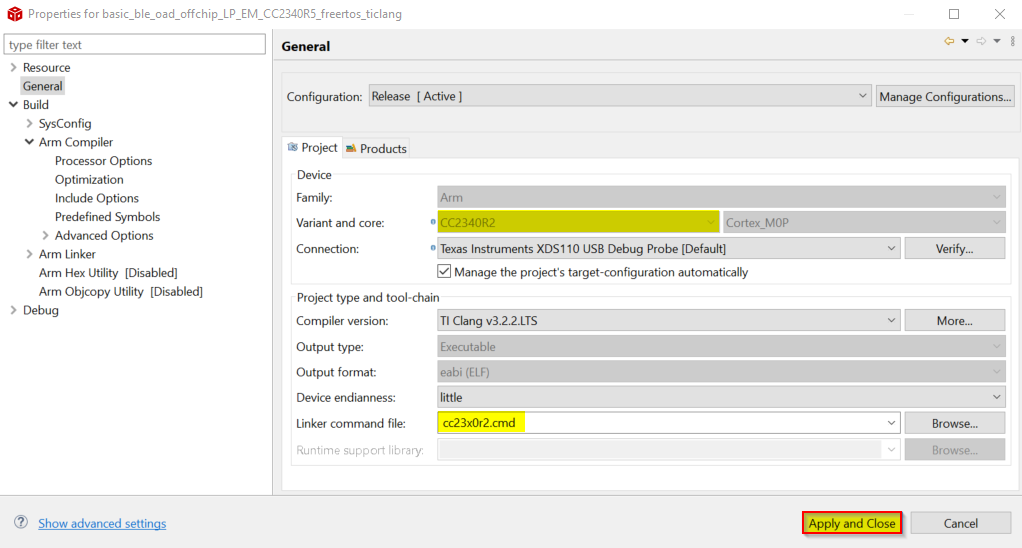 Properties for basic_ble_oad_offchip_LP_EM_CC2340R5_freertos_ticlang
type filter text
Resource
General
Build
SysConfig
Arm Compiler
Processor Options
Optimization
Include Options
Predefined Symbols
Advanced Options
Arm Linker
Arm Hex Utility [Disabled]
Arm Objcopy Utility [Disabled]
Debug
General
Configuration: Release [ Active ] Manage Configurations...
Project Products
Device
Family: Arm
Variant and core: CC2340R2 Cortex_M0P
Connection: Texas Instruments XDS110 USB Debug Probe [Default] Verify...
Manage the project's target-configuration automatically
Project type and tool-chain
Compiler version: TI Clang v3.2.2.LTS More...
Output type: Executable
Output format: eabi (ELF)
Device endianness: little
Linker command file: cc23x0r2.cmd Browse...
Runtime support library: Browse...
? Show advanced settings Apply and Close Cancel